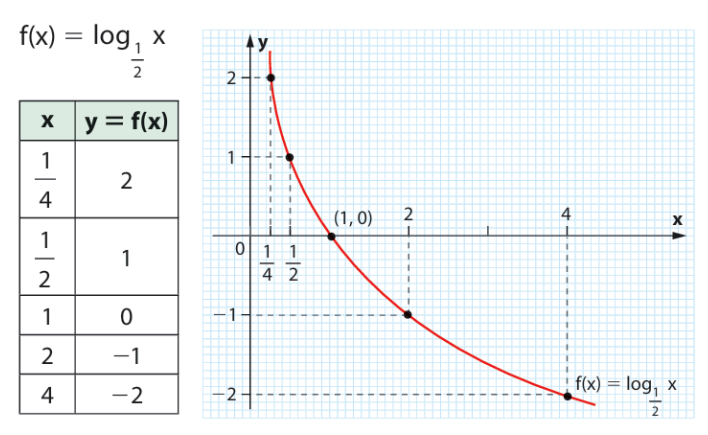 f(x) = log_{1/2} x
x y = f(x)
1/4 2
1/2 1
1 0
2 −1
4 −2
y
2
1
(1, 0) 2 4 x
0 1/4 1/2
−1
−2
f(x) = log_{1/2} x